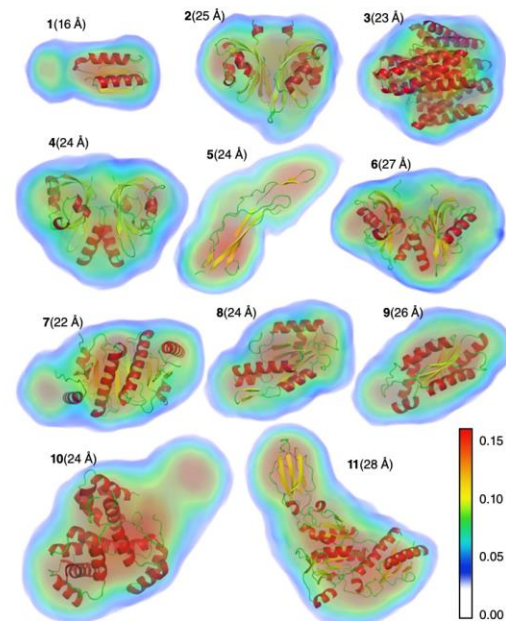 1(16 Å)
2(25 Å)
3(23 Å)
4(24 Å)
5(24 Å)
6(27 Å)
7(22 Å)
8(24 Å)
9(26 Å)
10(24 Å)
11(28 Å)
0.15
0.10
0.05
0.00